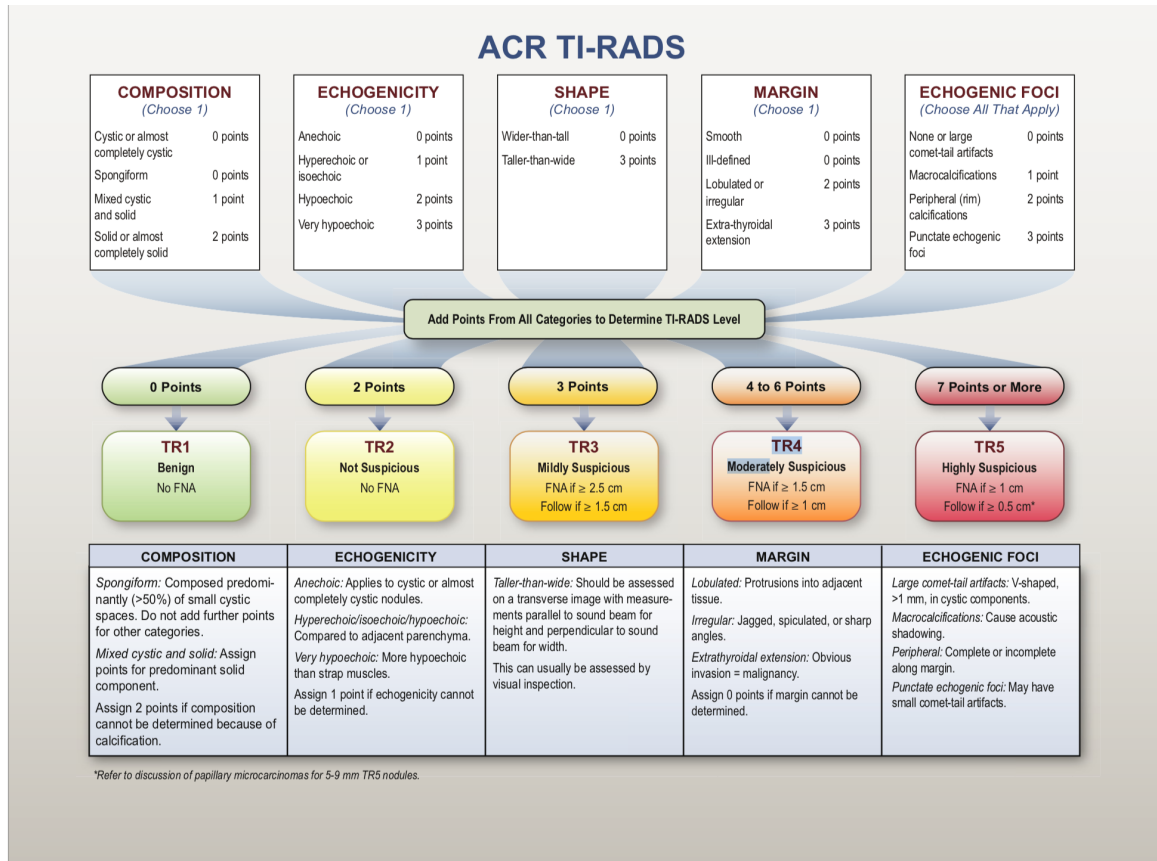 ACR TI-RADS
COMPOSITION
(Choose 1)
Cystic or almost 0 points
completely cystic
Spongiform 0 points
Mixed cystic 1 point
and solid
Solid or almost 2 points
completely solid
ECHOGENICITY
(Choose 1)
Anechoic 0 points
Hyperechoic or 1 point
isoechoic
Hypoechoic 2 points
Very hypoechoic 3 points
SHAPE
(Choose 1)
Wider-than-tall 0 points
Taller-than-wide 3 points
MARGIN
(Choose 1)
Smooth 0 points
Ill-defined 0 points
Lobulated or 2 points
irregular
Extra-thyroidal 3 points
extension
ECHOGENIC FOCI
(Choose All That Apply)
None or large 0 points
comet-tail artifacts
Macrocalcifications 1 point
Peripheral (rim) 2 points
calcifications
Punctate echogenic 3 points
foci
Add Points From All Categories to Determine TI-RADS Level
0 Points
TR1
Benign
No FNA
2 Points
TR2
Not Suspicious
No FNA
3 Points
TR3
Mildly Suspicious
FNA if ≥ 2.5 cm
Follow if ≥ 1.5 cm
4 to 6 Points
TR4
Moderately Suspicious
FNA if ≥ 1.5 cm
Follow if ≥ 1 cm
7 Points or More
TR5
Highly Suspicious
FNA if ≥ 1 cm
Follow if ≥ 0.5 cm*
COMPOSITION
Spongiform: Composed predomi-
nantly (>50%) of small cystic
spaces. Do not add further points
for other categories.
Mixed cystic and solid: Assign
points for predominant solid
component.
Assign 2 points if composition
cannot be determined because of
calcification.
ECHOGENICITY
Anechoic: Applies to cystic or almost
completely cystic nodules.
Hyperechoic/isoechoic/hypoechoic:
Compared to adjacent parenchyma.
Very hypoechoic: More hypoechoic
than strap muscles.
Assign 1 point if echogenicity cannot
be determined.
SHAPE
Taller-than-wide: Should be assessed
on a transverse image with measure-
ments parallel to sound beam for
height and perpendicular to sound
beam for width.
This can usually be assessed by
visual inspection.
MARGIN
Lobulated: Protrusions into adjacent
tissue.
Irregular: Jagged, spiculated, or sharp
angles.
Extrathyroidal extension: Obvious
invasion = malignancy.
Assign 0 points if margin cannot be
determined.
ECHOGENIC FOCI
Large comet-tail artifacts: V-shaped,
>1 mm, in cystic components.
Macrocalcifications: Cause acoustic
shadowing.
Peripheral: Complete or incomplete
along margin.
Punctate echogenic foci: May have
small comet-tail artifacts.
*Refer to discussion of papillary microcarcinomas for 5-9 mm TR5 nodules.